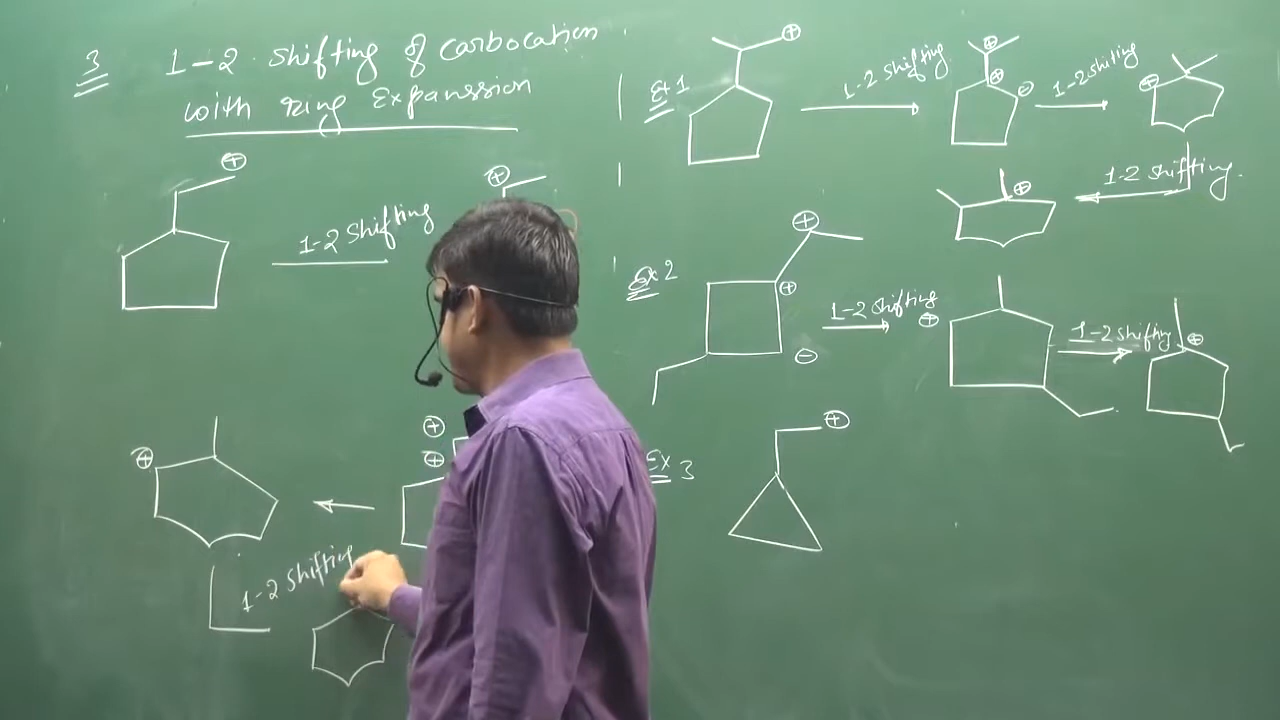 3 1-2 shifting of carbocation
with ring Expanssion
⊕
1-2 shifting
⊕
⊕
⊕
⊕
1-2 shifting
Ex 1
⊕
1-2 shifting
⊕
⊕
⊖
1-2 shifting
⊕
1-2 shifting.
⊕
Ex 2
⊕
⊕
⊖
1-2 shifting
⊕
1-2 shifting
⊕
Ex 3
⊕